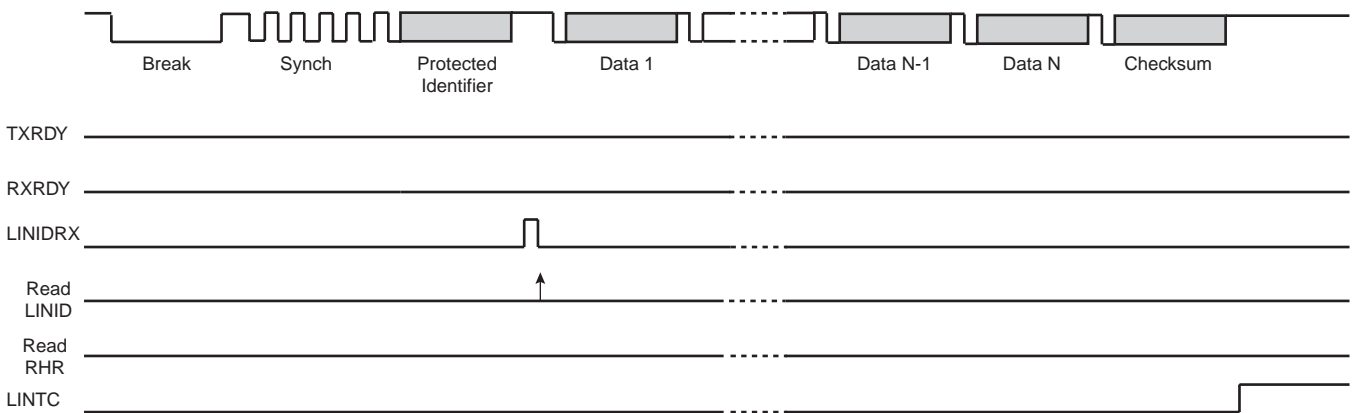 Break
Synch
Protected
Identifier
Data 1
Data N-1
Data N
Checksum
TXRDY
RXRDY
LINIDRX
Read
LINID
Read
RHR
LINTC